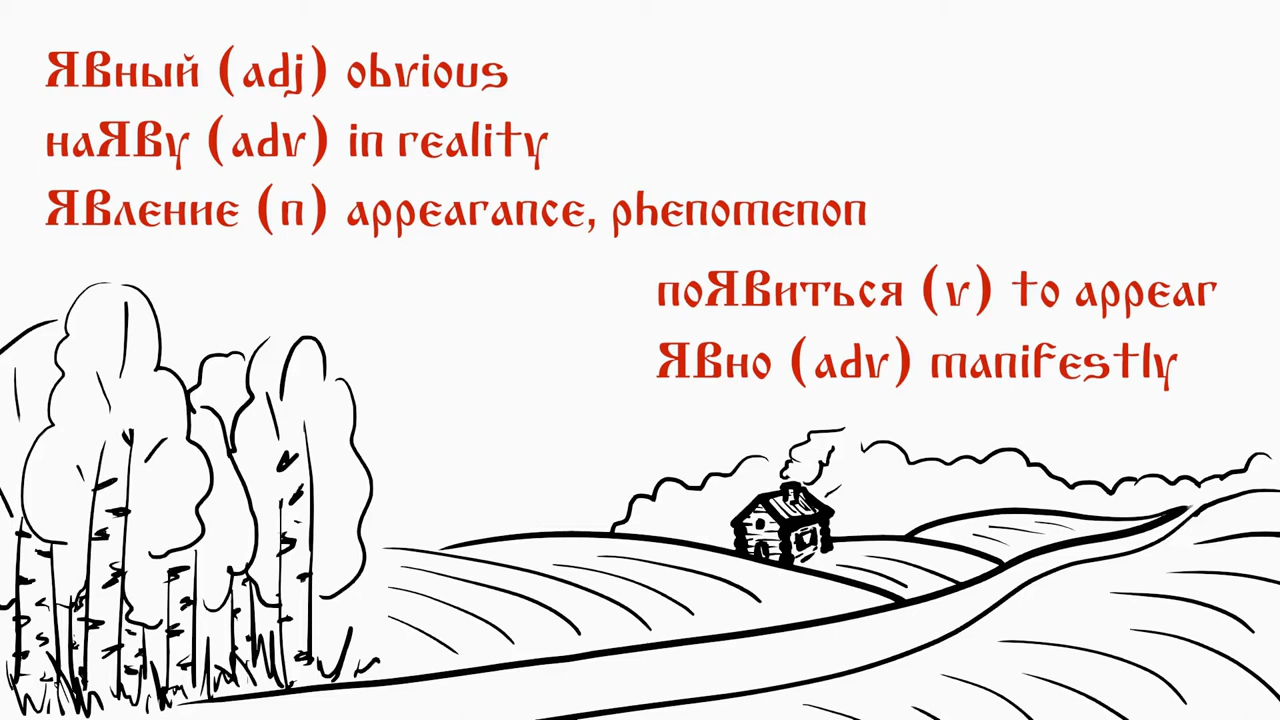 ЯВный (adj) obvious
наЯВу (adv) in reality
ЯВление (n) appearance, phenomenon
поЯВиться (v) to appear
ЯВно (adv) manifestly